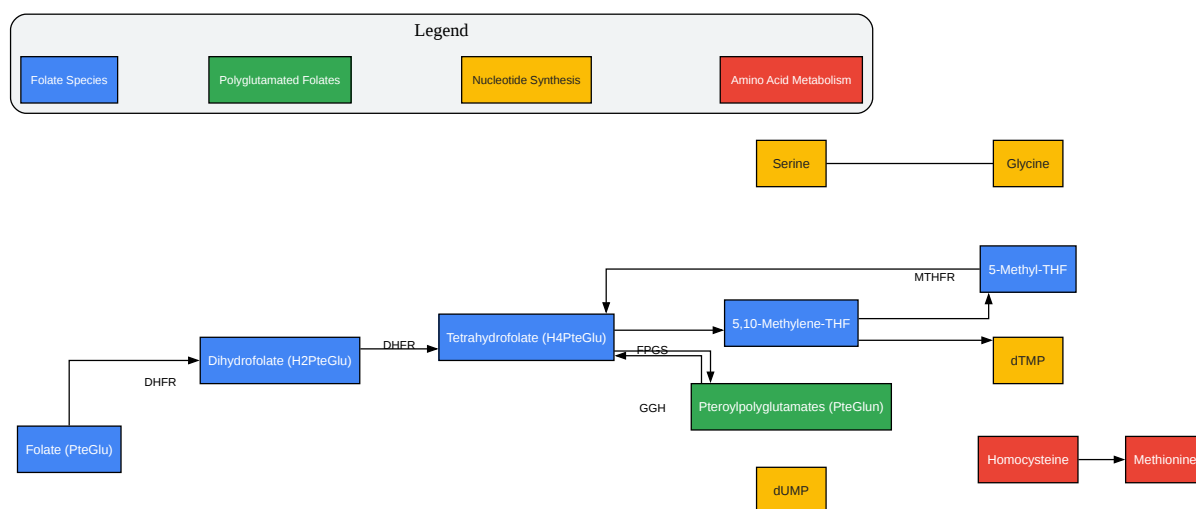 Legend
Folate Species
Polyglutamated Folates
Nucleotide Synthesis
Amino Acid Metabolism
Serine
Glycine
5-Methyl-THF
MTHFR
5,10-Methylene-THF
Tetrahydrofolate (H4PteGlu)
DHFR
Dihydrofolate (H2PteGlu)
FPGS
dTMP
DHFR
GGH
Pteroylpolyglutamates (PteGlun)
Folate (PteGlu)
Homocysteine
Methionine
dUMP